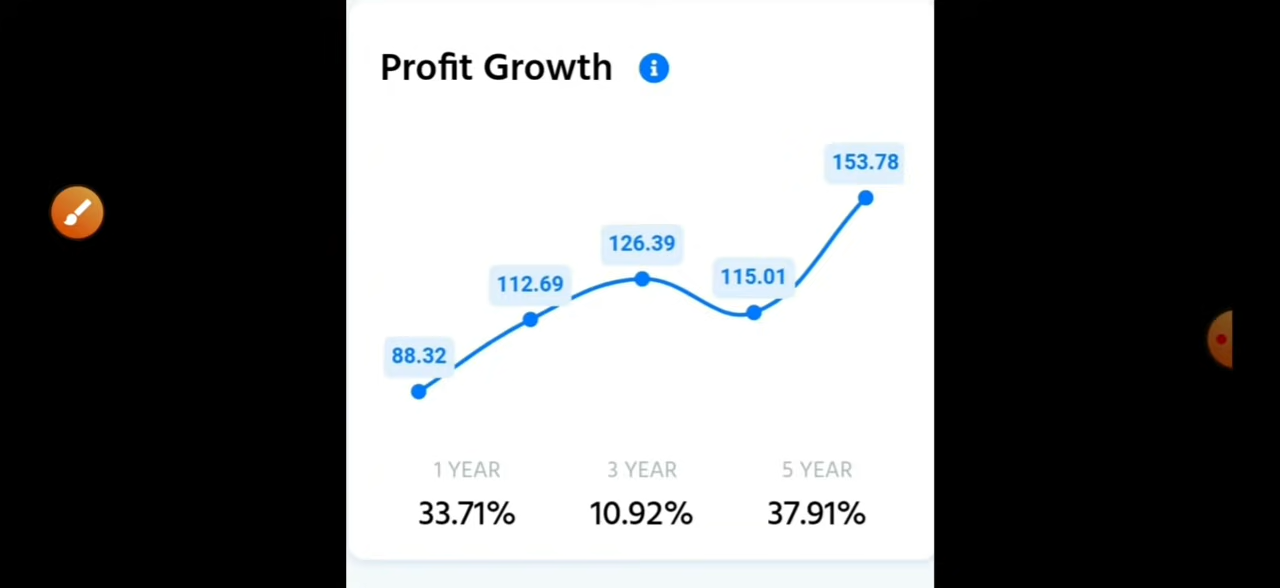 Profit Growth
153.78
126.39
115.01
112.69
88.32
1 YEAR 3 YEAR 5 YEAR
33.71% 10.92% 37.91%